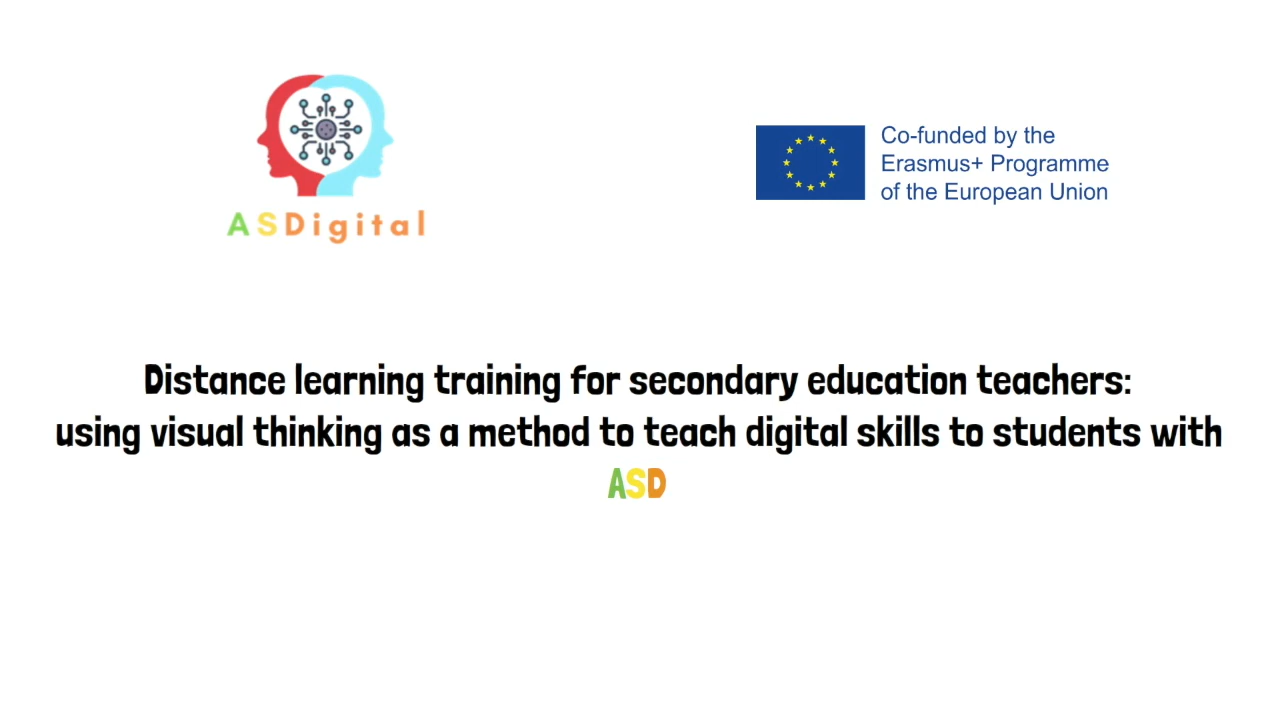 ASDigital
Co-funded by the
Erasmus+ Programme
of the European Union
Distance learning training for secondary education teachers:
using visual thinking as a method to teach digital skills to students with
ASD